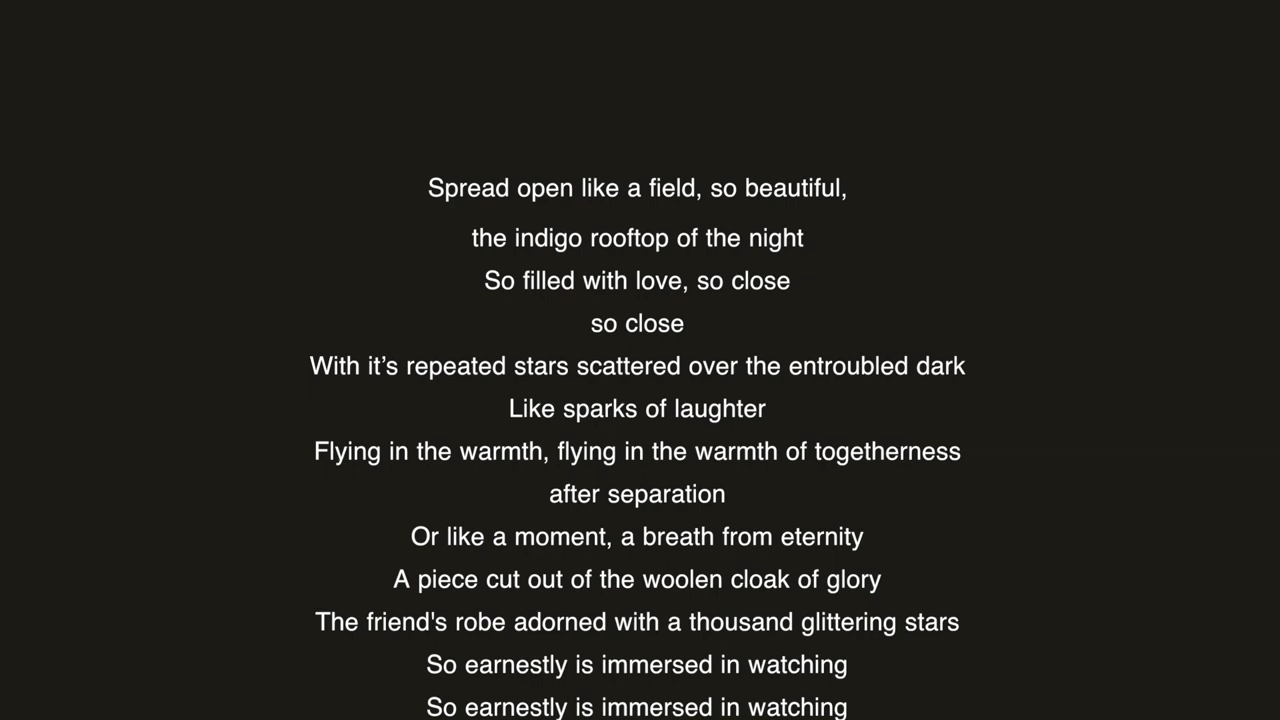 Spread open like a field, so beautiful,
the indigo rooftop of the night
So filled with love, so close
so close
With it’s repeated stars scattered over the entroubled dark
Like sparks of laughter
Flying in the warmth, flying in the warmth of togetherness
after separation
Or like a moment, a breath from eternity
A piece cut out of the woolen cloak of glory
The friend's robe adorned with a thousand glittering stars
So earnestly is immersed in watching
So earnestly is immersed in watching